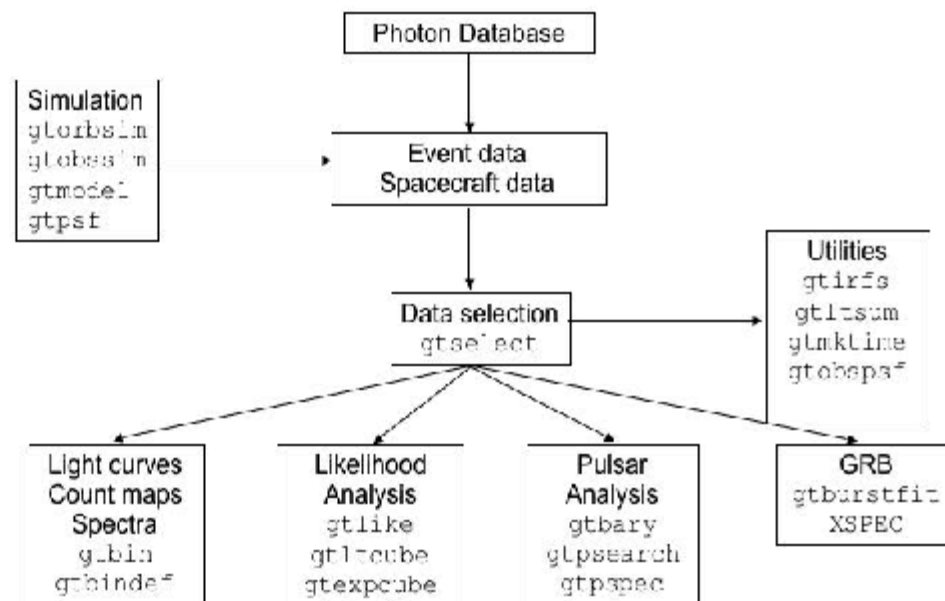 Photon Database
Simulation
gtorbsim
gtobssim
gtmodel
gtpsf
Event data
Spacecraft data
Data selection
gtselect
Utilities
gtirfs
gtltsum
gtmktime
gtobspsf
Light curves
Count maps
Spectra
gtbin
gtbindef
Likelihood
Analysis
gtlike
gtltcube
gtexpcube
Pulsar
Analysis
gtbary
gtpsearch
gtpspec
GRB
gtburstfit
XSPEC